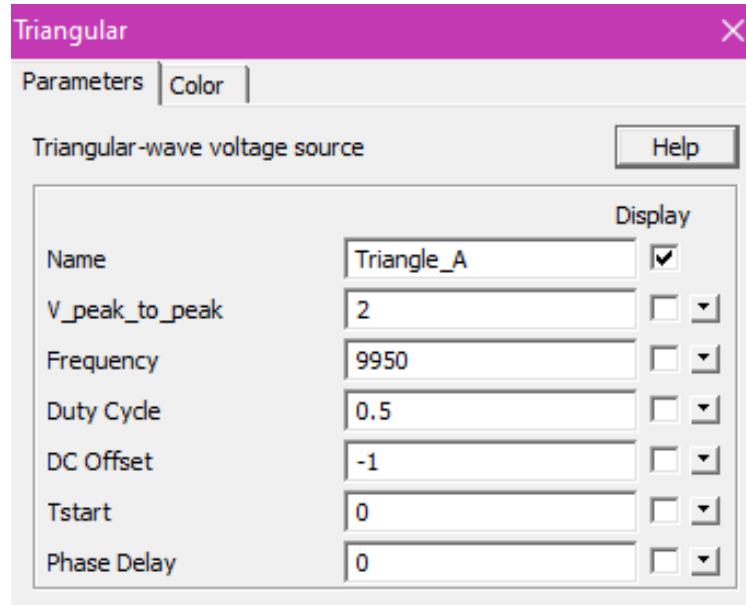 Triangular
Parameters Color
Triangular-wave voltage source Help
Display
Name Triangle_A
V_peak_to_peak 2
Frequency 9950
Duty Cycle 0.5
DC Offset -1
Tstart 0
Phase Delay 0